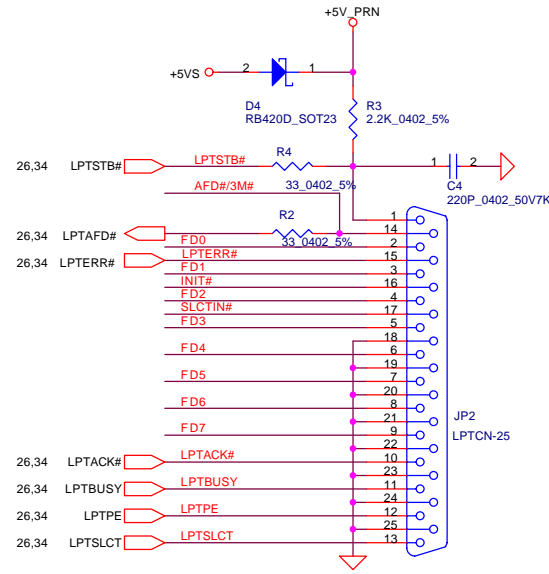 +5V_PRN
+5VS 2 1
D4
RB420D_SOT23
R3
2.2K_0402_5%
26,34 LPTSTB# LPTSTB# R4 1 2
33_0402_5% C4
220P_0402_50V7K
AFD#/3M#
1
26,34 LPTAFD# R2 14
33_0402_5%
FD0 2
26,34 LPTERR# LPTERR# 15
FD1 3
INIT# 16
FD2 4
SLCTIN# 17
FD3 5
18
FD4 6
19
FD5 7
20
FD6 8
21
JP2
FD7 9
LPTCN-25
22
26,34 LPTACK# LPTACK# 10
23
26,34 LPTBUSY LPTBUSY 11
24
26,34 LPTPE LPTPE 12
25
26,34 LPTSLCT LPTSLCT 13